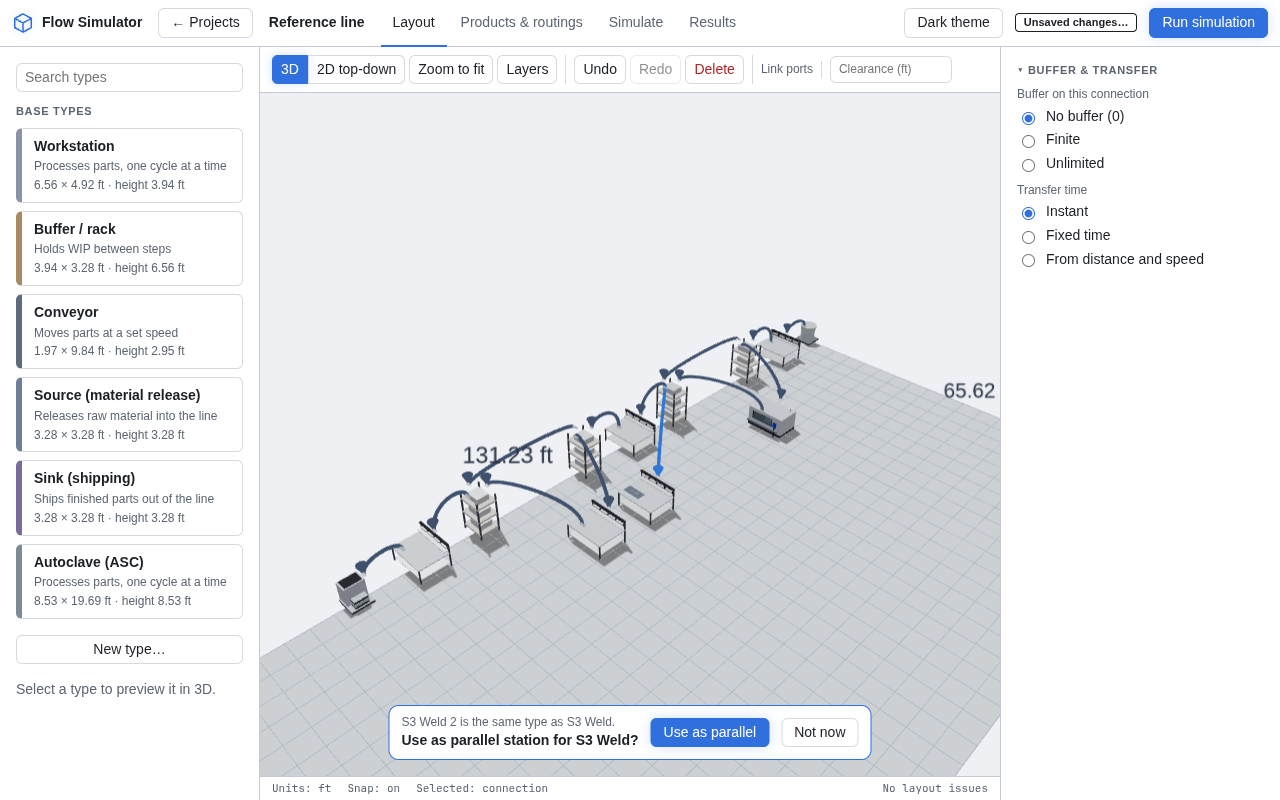 Flow Simulator
← Projects
Reference line
Layout
Products & routings
Simulate
Results
Dark theme
Unsaved changes…
Run simulation
Search types
BASE TYPES
Workstation
Processes parts, one cycle at a time
6.56 × 4.92 ft · height 3.94 ft
Buffer / rack
Holds WIP between steps
3.94 × 3.28 ft · height 6.56 ft
Conveyor
Moves parts at a set speed
1.97 × 9.84 ft · height 2.95 ft
Source (material release)
Releases raw material into the line
3.28 × 3.28 ft · height 3.28 ft
Sink (shipping)
Ships finished parts out of the line
3.28 × 3.28 ft · height 3.28 ft
Autoclave (ASC)
Processes parts, one cycle at a time
8.53 × 19.69 ft · height 8.53 ft
New type…
Select a type to preview it in 3D.
3D
2D top-down
Zoom to fit
Layers
Undo
Redo
Delete
Link ports
Clearance (ft)
65.62
131.23 ft
S3 Weld 2 is the same type as S3 Weld.
Use as parallel station for S3 Weld?
Use as parallel
Not now
Units: ft
Snap: on
Selected: connection
No layout issues
▾ BUFFER & TRANSFER
Buffer on this connection
No buffer (0)
Finite
Unlimited
Transfer time
Instant
Fixed time
From distance and speed